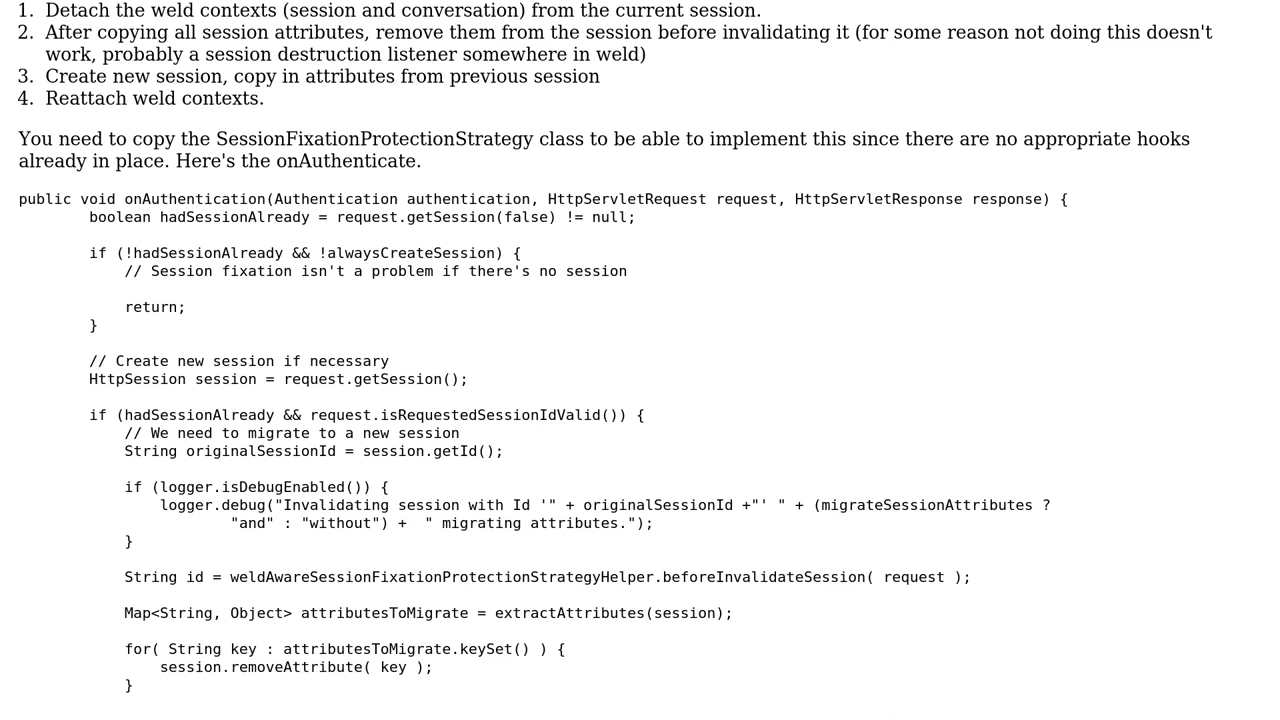 1. Detach the weld contexts (session and conversation) from the current session.
2. After copying all session attributes, remove them from the session before invalidating it (for some reason not doing this doesn't
work, probably a session destruction listener somewhere in weld)
3. Create new session, copy in attributes from previous session
4. Reattach weld contexts.
You need to copy the SessionFixationProtectionStrategy class to be able to implement this since there are no appropriate hooks
already in place. Here's the onAuthenticate.
public void onAuthentication(Authentication authentication, HttpServletRequest request, HttpServletResponse response) {
        boolean hadSessionAlready = request.getSession(false) != null;

        if (!hadSessionAlready && !alwaysCreateSession) {
            // Session fixation isn't a problem if there's no session

            return;
        }

        // Create new session if necessary
        HttpSession session = request.getSession();

        if (hadSessionAlready && request.isRequestedSessionIdValid()) {
            // We need to migrate to a new session
            String originalSessionId = session.getId();

            if (logger.isDebugEnabled()) {
                logger.debug("Invalidating session with Id '" + originalSessionId +"' " + (migrateSessionAttributes ?
                        "and" : "without") +  " migrating attributes.");
            }

            String id = weldAwareSessionFixationProtectionStrategyHelper.beforeInvalidateSession( request );

            Map<String, Object> attributesToMigrate = extractAttributes(session);

            for( String key : attributesToMigrate.keySet() ) {
                session.removeAttribute( key );
            }